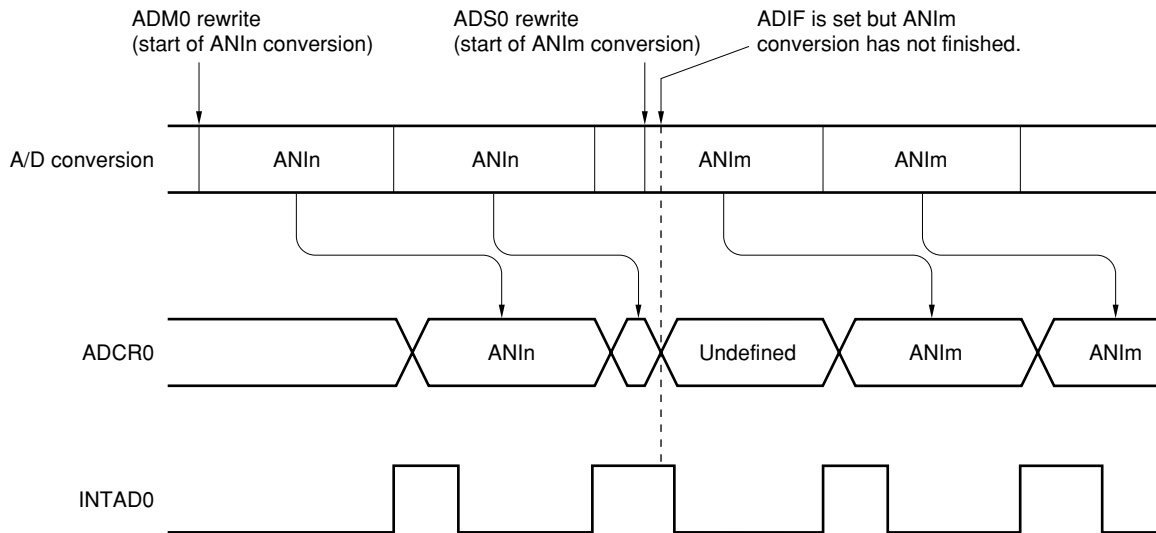 ADM0 rewrite
(start of ANIn conversion)
ADS0 rewrite
(start of ANIm conversion)
ADIF is set but ANIm
conversion has not finished.
A/D conversion
ANIn
ANIn
ANIm
ANIm
ADCR0
ANIn
Undefined
ANIm
ANIm
INTAD0